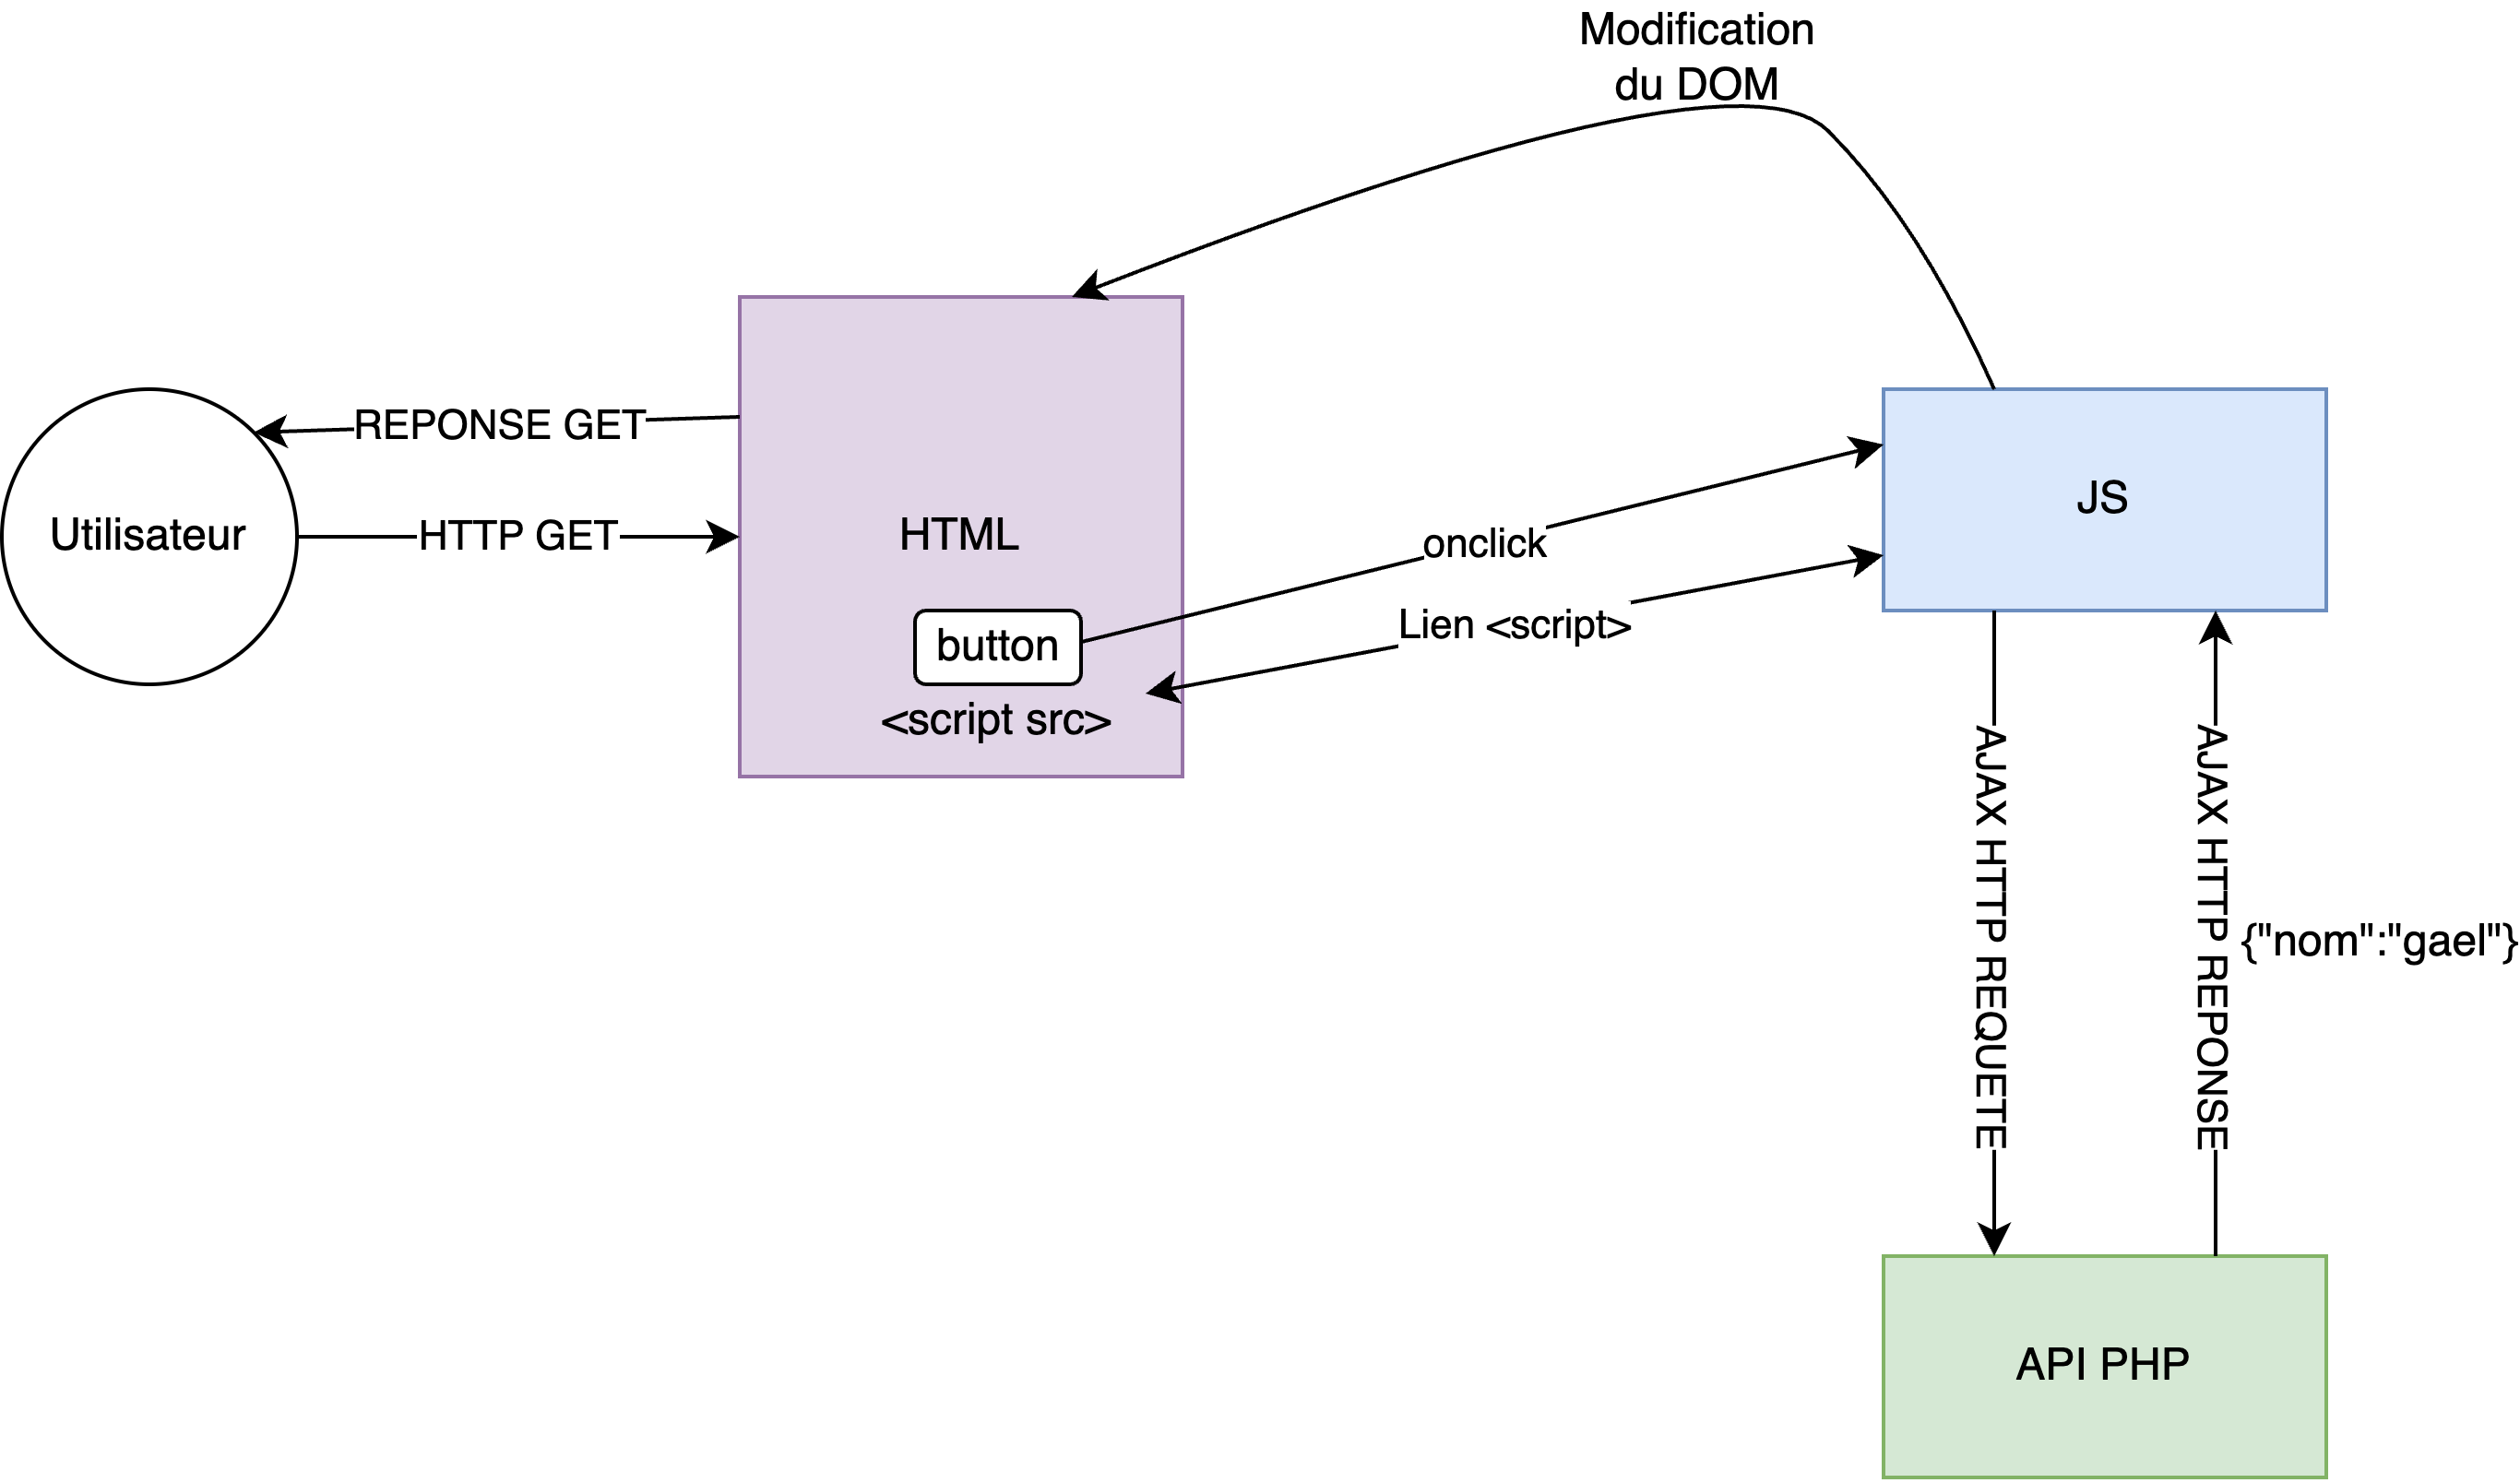 Modification
du DOM
REPONSE GET
Utilisateur
HTTP GET
HTML
onclick
JS
Lien <script>
button
<script src>
AJAX HTTP REQUETE
AJAX HTTP REPONSE
{"nom":"gael"}
API PHP